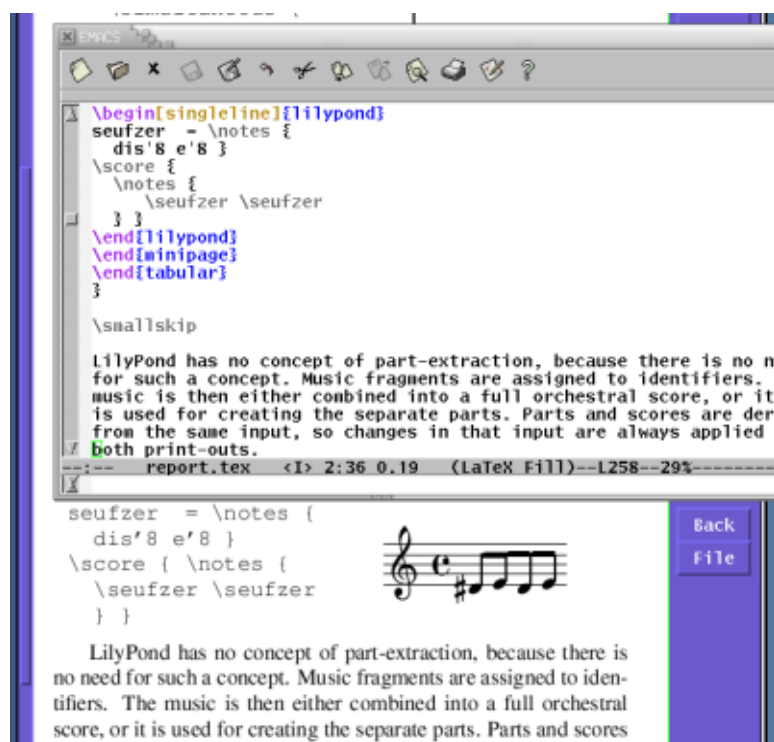 EMACS
\begin[singleline]{lilypond}
seufzer = \notes {
dis'8 e'8 }
\score {
\notes {
\seufzer \seufzer
} }
\end{lilypond}
\end{minipage}
\end{tabular}
}
\smallskip
LilyPond has no concept of part-extraction, because there is no n
for such a concept. Music fragments are assigned to identifiers.
music is then either combined into a full orchestral score, or it
is used for creating the separate parts. Parts and scores are der
from the same input, so changes in that input are always applied
both print-outs.
--:-- report.tex <I> 2:36 0.19 (LaTeX Fill)--L258--29%--------
seufzer = \notes {
dis'8 e'8 }
\score { \notes {
\seufzer \seufzer
} }
Back
File
LilyPond has no concept of part-extraction, because there is
no need for such a concept. Music fragments are assigned to iden-
tifiers. The music is then either combined into a full orchestral
score, or it is used for creating the separate parts. Parts and scores